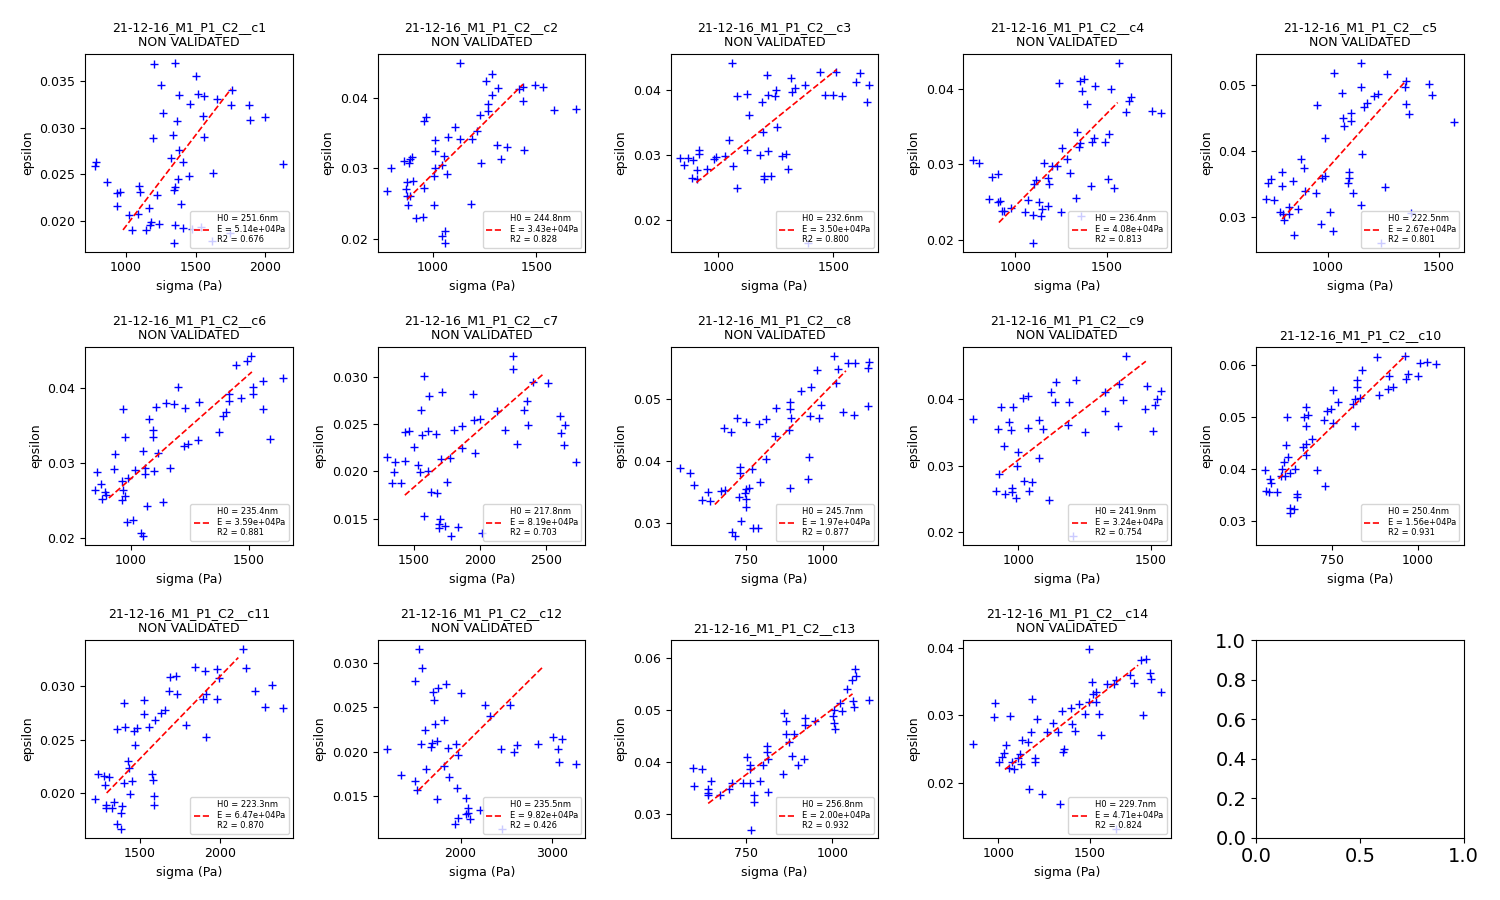 21-12-16_M1_P1_C2__c1
NON VALIDATED
0.035
0.030
0.025
0.020
epsilon
H0 = 251.6nm
E = 5.14e+04Pa
R2 = 0.676
1000
1500
2000
sigma (Pa)
21-12-16_M1_P1_C2__c2
NON VALIDATED
0.04
0.03
0.02
epsilon
H0 = 244.8nm
E = 3.43e+04Pa
R2 = 0.828
1000
1500
sigma (Pa)
21-12-16_M1_P1_C2__c3
NON VALIDATED
0.04
0.03
0.02
epsilon
H0 = 232.6nm
E = 3.50e+04Pa
R2 = 0.800
1000
1500
sigma (Pa)
21-12-16_M1_P1_C2__c4
NON VALIDATED
0.04
0.03
0.02
epsilon
H0 = 236.4nm
E = 4.08e+04Pa
R2 = 0.813
1000
1500
sigma (Pa)
21-12-16_M1_P1_C2__c5
NON VALIDATED
0.05
0.04
0.03
epsilon
H0 = 222.5nm
E = 2.67e+04Pa
R2 = 0.801
1000
1500
sigma (Pa)
21-12-16_M1_P1_C2__c6
NON VALIDATED
0.04
0.03
0.02
epsilon
H0 = 235.4nm
E = 3.59e+04Pa
R2 = 0.881
1000
1500
sigma (Pa)
21-12-16_M1_P1_C2__c7
NON VALIDATED
0.030
0.025
0.020
0.015
epsilon
H0 = 217.8nm
E = 8.19e+04Pa
R2 = 0.703
1500
2000
2500
sigma (Pa)
21-12-16_M1_P1_C2__c8
NON VALIDATED
0.05
0.04
0.03
epsilon
H0 = 245.7nm
E = 1.97e+04Pa
R2 = 0.877
750
1000
sigma (Pa)
21-12-16_M1_P1_C2__c9
NON VALIDATED
0.04
0.03
0.02
epsilon
H0 = 241.9nm
E = 3.24e+04Pa
R2 = 0.754
1000
1500
sigma (Pa)
21-12-16_M1_P1_C2__c10
0.06
0.05
0.04
0.03
epsilon
H0 = 250.4nm
E = 1.56e+04Pa
R2 = 0.931
750
1000
sigma (Pa)
21-12-16_M1_P1_C2__c11
NON VALIDATED
0.030
0.025
0.020
epsilon
H0 = 223.3nm
E = 6.47e+04Pa
R2 = 0.870
1500
2000
sigma (Pa)
21-12-16_M1_P1_C2__c12
NON VALIDATED
0.030
0.025
0.020
0.015
epsilon
H0 = 235.5nm
E = 9.82e+04Pa
R2 = 0.426
2000
3000
sigma (Pa)
21-12-16_M1_P1_C2__c13
0.06
0.05
0.04
0.03
epsilon
H0 = 256.8nm
E = 2.00e+04Pa
R2 = 0.932
750
1000
sigma (Pa)
21-12-16_M1_P1_C2__c14
NON VALIDATED
0.04
0.03
0.02
epsilon
H0 = 229.7nm
E = 4.71e+04Pa
R2 = 0.824
1000
1500
sigma (Pa)
1.0
0.8
0.6
0.4
0.2
0.0
0.0
0.5
1.0